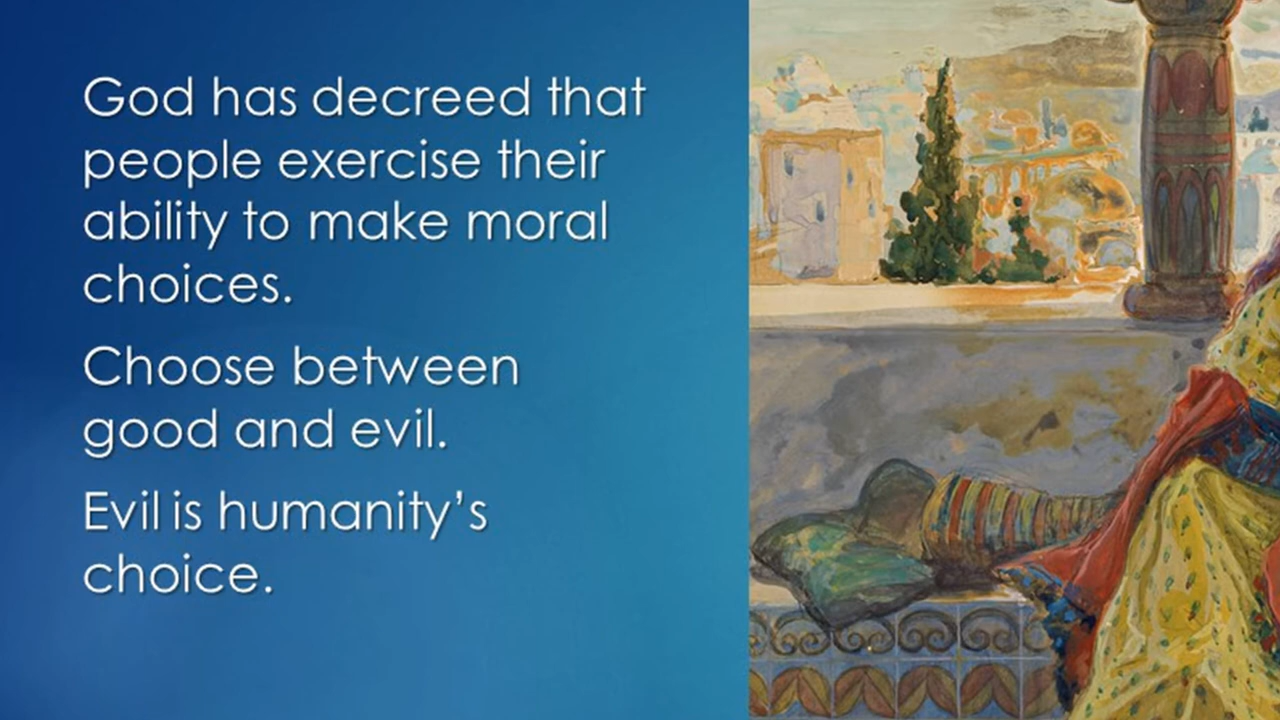 God has decreed that
people exercise their
ability to make moral
choices.
Choose between
good and evil.
Evil is humanity’s
choice.